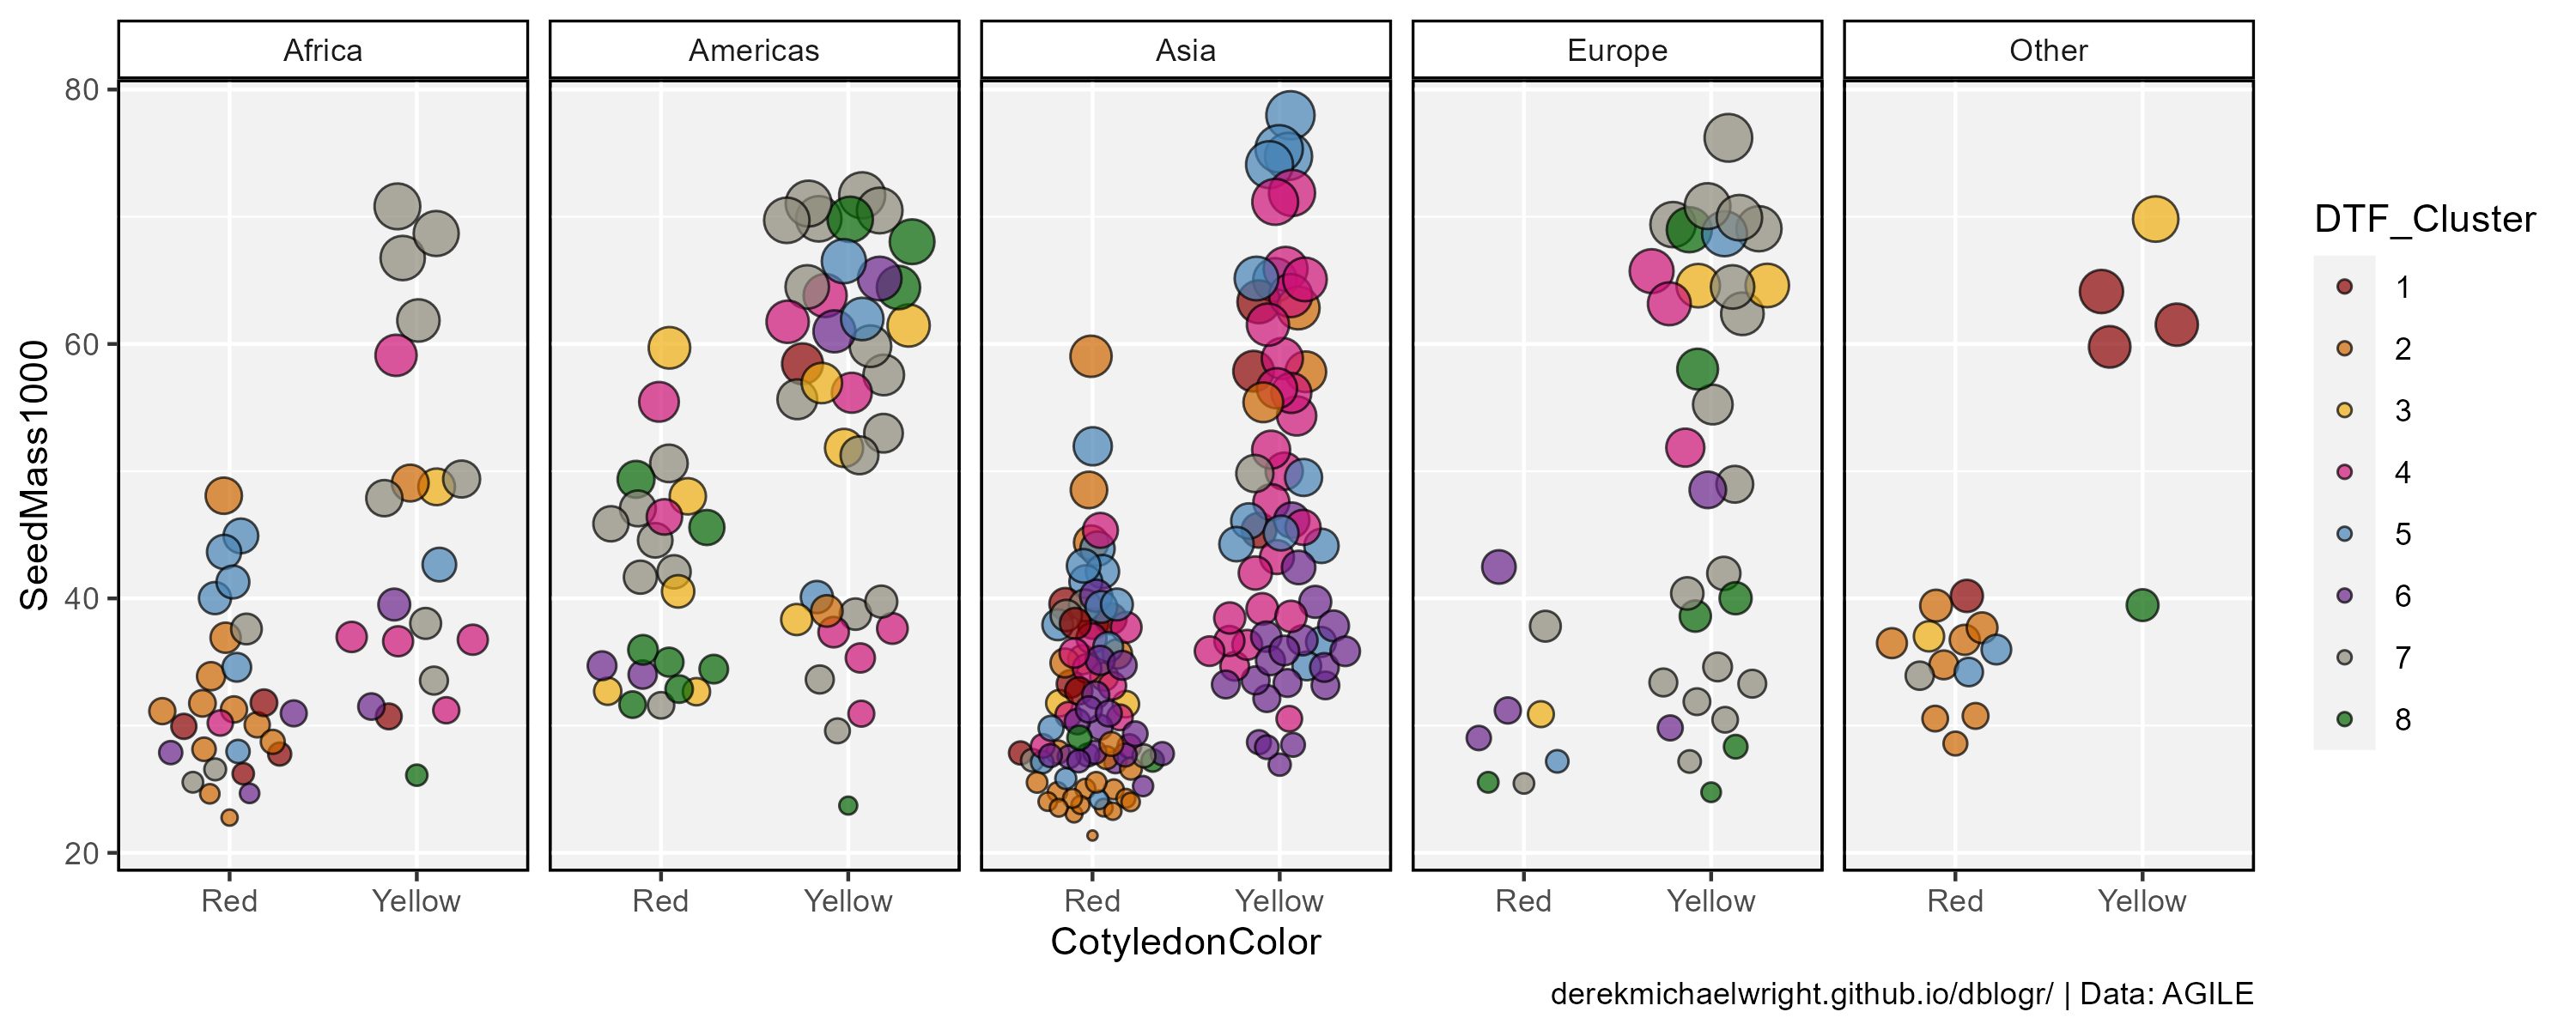 Africa Americas Asia Europe Other
80
60
40
20
SeedMass1000
Red Yellow Red Yellow Red Yellow Red Yellow Red Yellow
CotyledonColor
DTF_Cluster
1
2
3
4
5
6
7
8
derekmichaelwright.github.io/dblogr/ | Data: AGILE